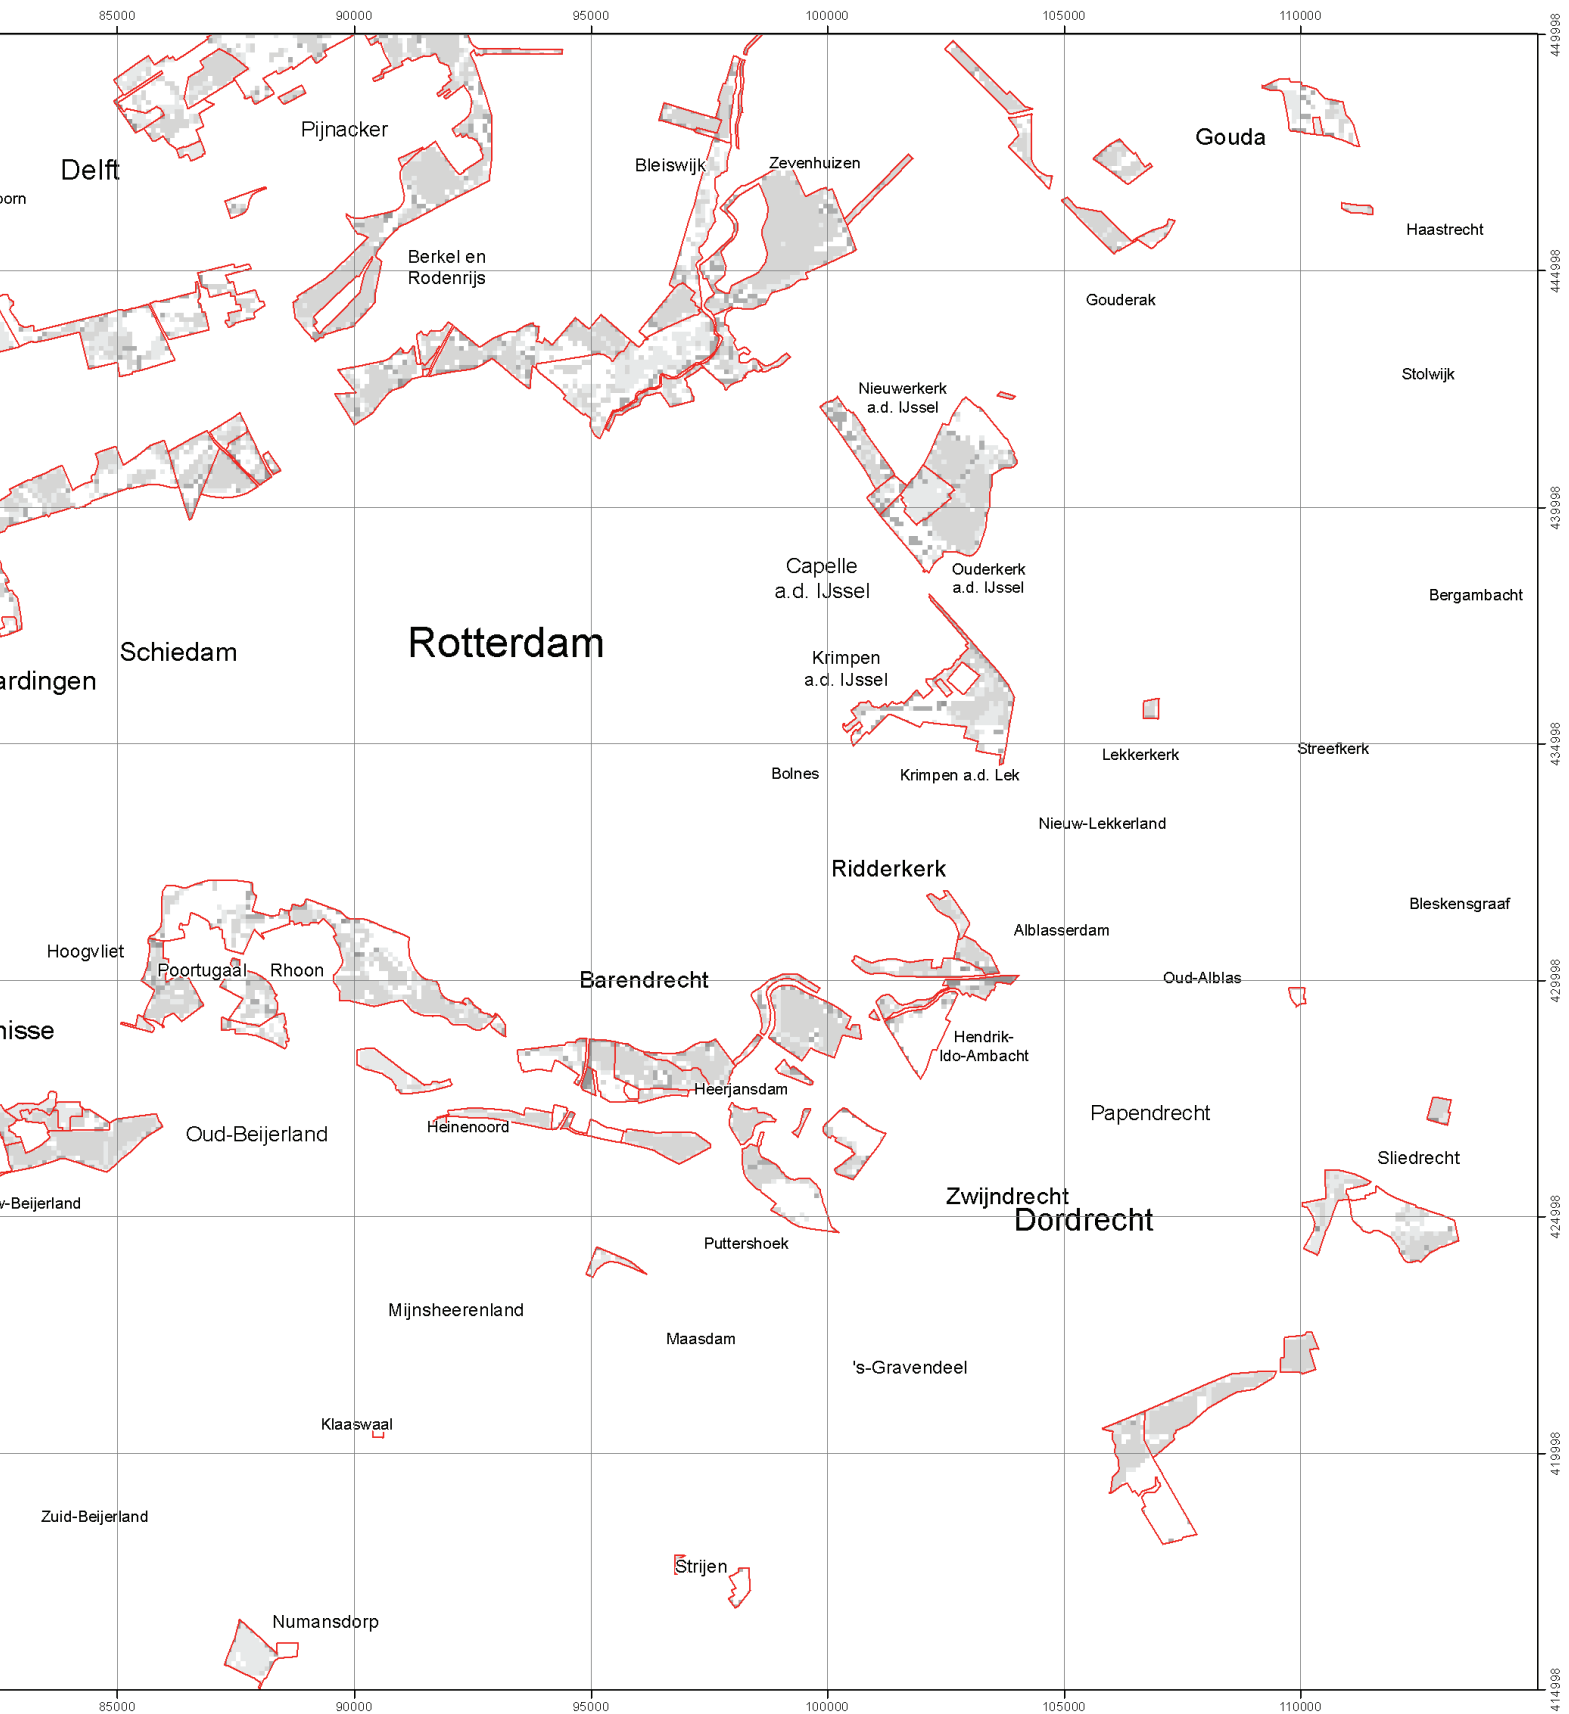 85000 90000 95000 100000 105000 110000
449998
Pijnacker
Gouda
Delft
Bleiswijk
Zevenhuizen
oorn
Haastrecht
Berkel en
Rodenrijs
444998
Gouderak
Stolwijk
Nieuwerkerk
a.d. IJssel
439998
Capelle
a.d. IJssel
Ouderkerk
a.d. IJssel
Bergambacht
Rotterdam
Schiedam
Krimpen
a.d. IJssel
ardingen
434998
Lekkerkerk
Streefkerk
Bolnes
Krimpen a.d. Lek
Nieuw-Lekkerland
Ridderkerk
Bleskensgraaf
Alblasserdam
Hoogvliet
Poortugaal
Rhoon
Barendrecht
Oud-Alblas
429998
nisse
Hendrik-
Ido-Ambacht
Heerjansdam
Papendrecht
Heinenoord
Oud-Beijerland
Sliedrecht
Zwijndrecht
w-Beijerland
Dordrecht
424998
Puttershoek
Mijnsheerenland
Maasdam
's-Gravendeel
Klaaswaal
419998
Zuid-Beijerland
Strijen
Numansdorp
414998
85000 90000 95000 100000 105000 110000